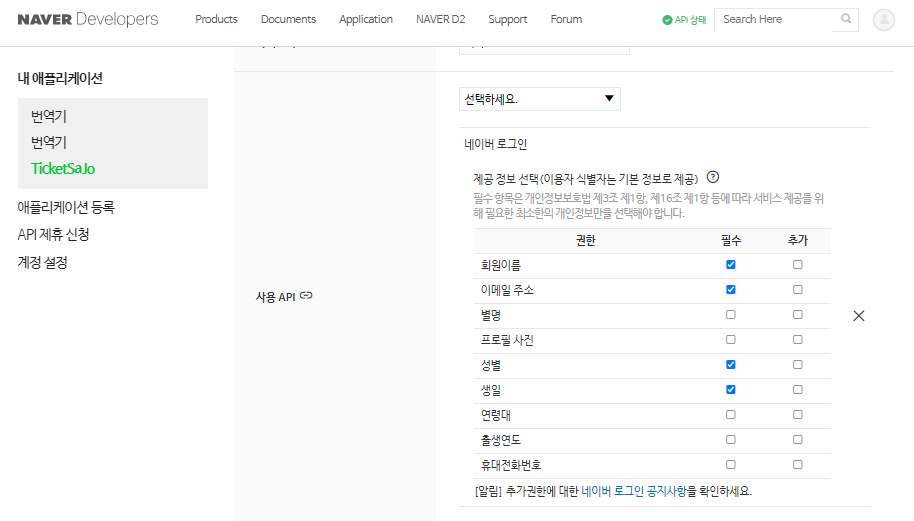 NAVER Developers
Products Documents Application NAVER D2 Support Forum
API 상태
Search Here
내 애플리케이션
번역기
번역기
TicketSaJo
애플리케이션 등록
API 제휴 신청
계정 설정
사용 API
선택하세요.
네이버 로그인
제공 정보 선택(이용자 식별자는 기본 정보로 제공) ?
필수 항목은 개인정보보호법 제3조 제1항, 제16조 제1항 등에 따라 서비스 제공을 위
해 필요한 최소한의 개인정보만을 선택해야 합니다.
권한 필수 추가
회원이름
이메일 주소
별명
프로필 사진
성별
생일
연령대
출생연도
휴대전화번호
[알림] 추가권한에 대한 네이버 로그인 공지사항을 확인하세요.